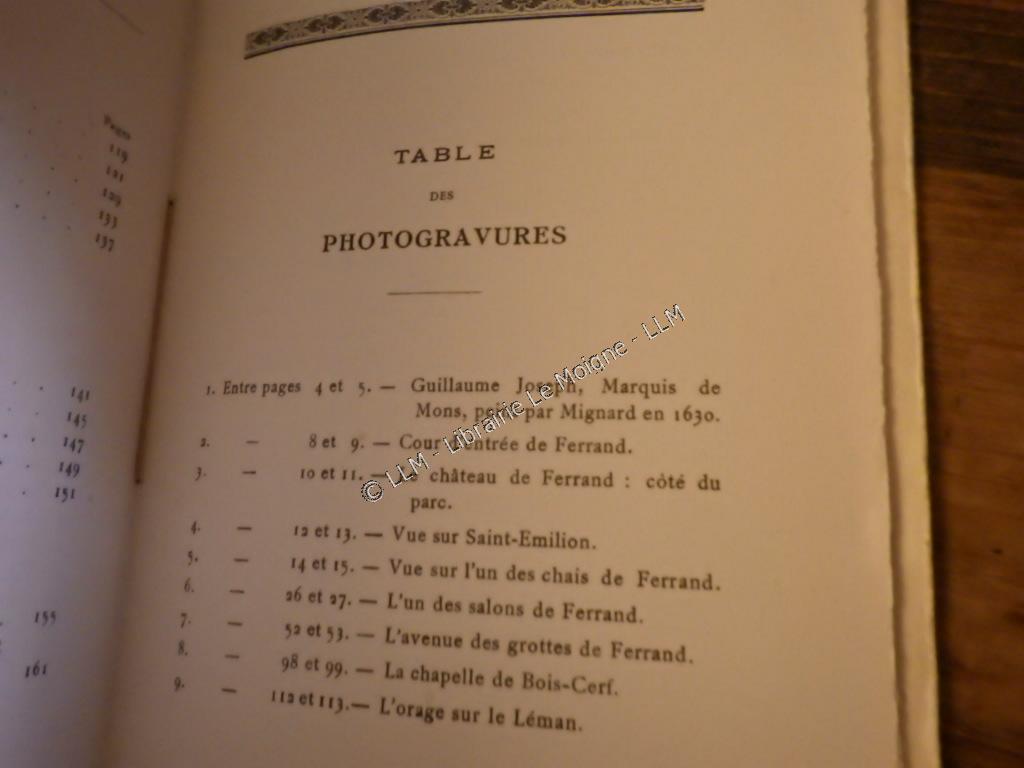 Pages
119
121
129
133
137
141
145
147
149
151
155
161
TABLE
DES
PHOTOGRAVURES
1. Entre pages 4 et 5. — Guillaume Joseph, Marquis de
Mons, peint par Mignard en 1630.
2. — 8 et 9. — Cour d'entrée de Ferrand.
3. — 10 et 11. — château de Ferrand : côté du
parc.
4. — 12 et 13. — Vue sur Saint-Emilion.
5. — 14 et 15. — Vue sur l'un des chais de Ferrand.
6. — 26 et 27. — L'un des salons de Ferrand.
7. — 52 et 53. — L'avenue des grottes de Ferrand.
8. — 98 et 99. — La chapelle de Bois-Cerf.
9. — 112 et 113. — L'orage sur le Léman.
© LLM - Librairie Le Moigne - LLM